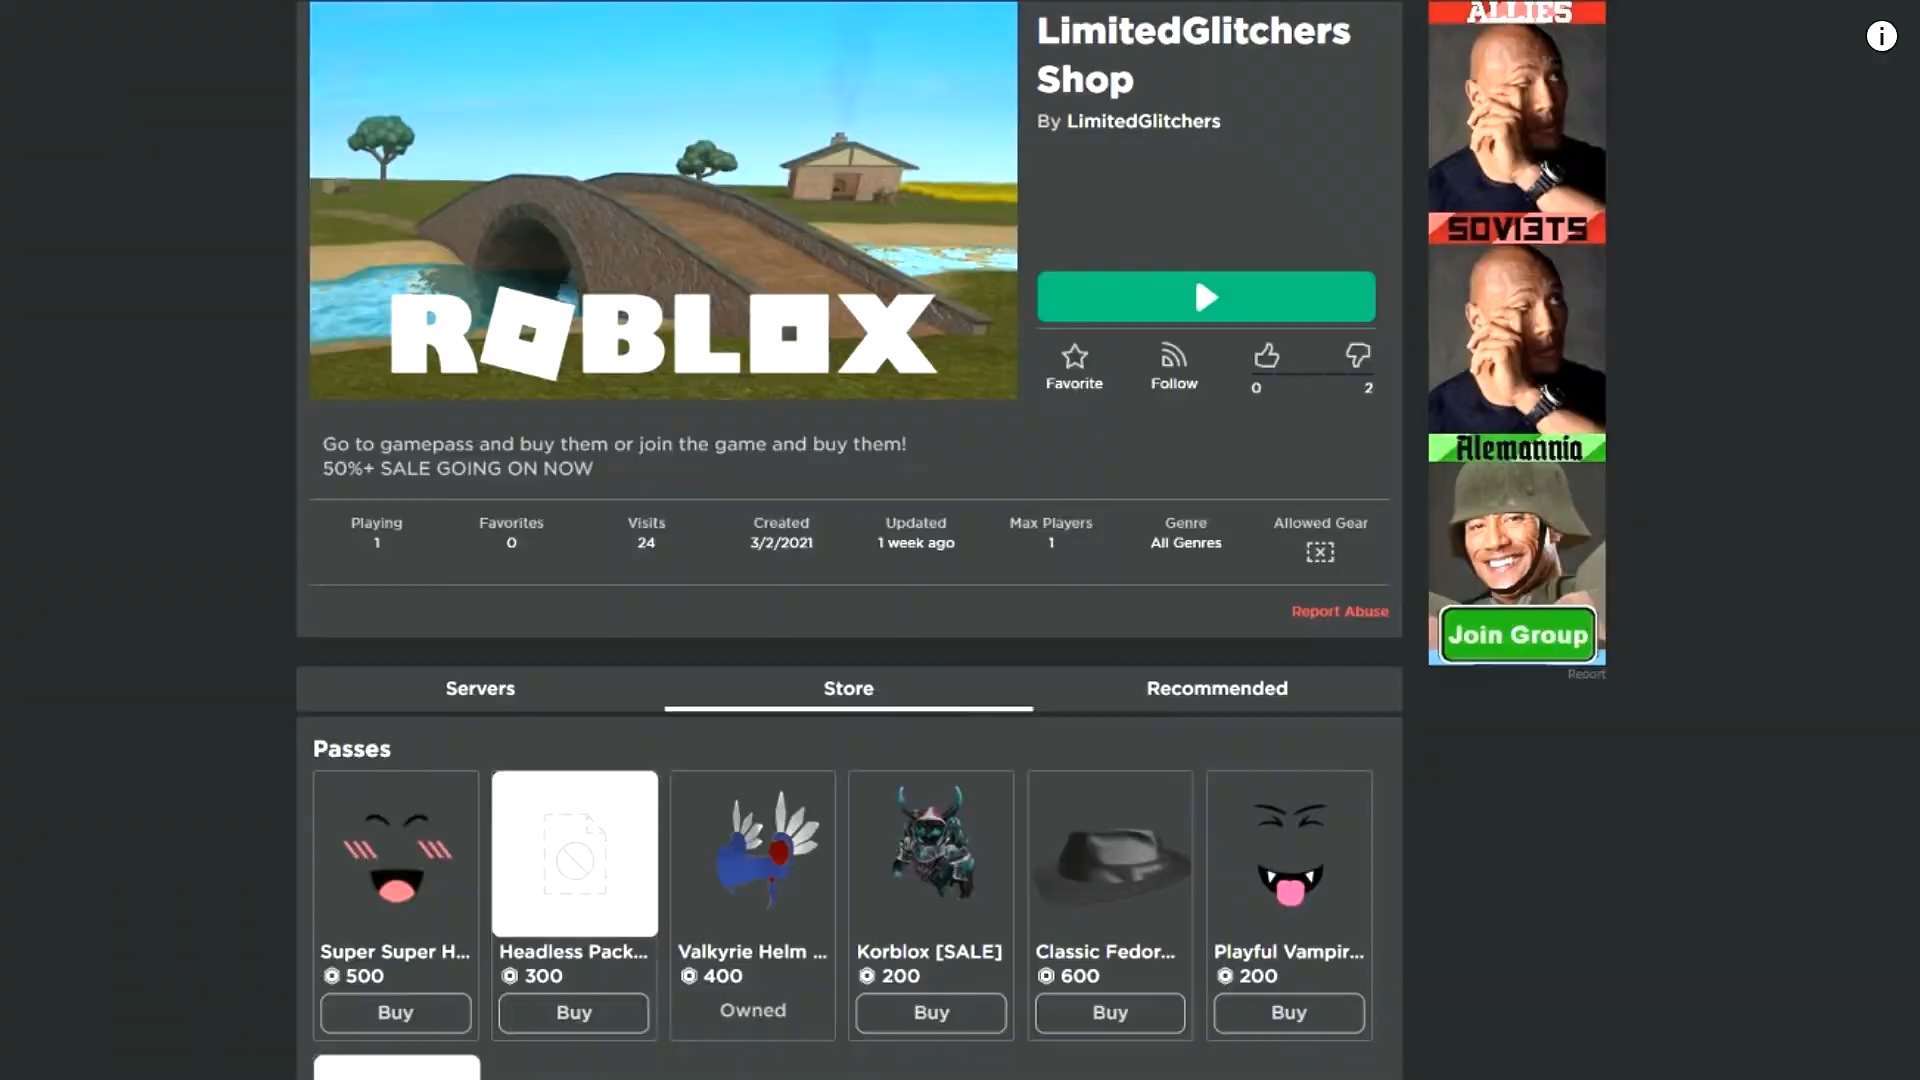 LimitedGlitchers
Shop
By LimitedGlitchers
ROBLOX
Favorite
Follow
0
2
Go to gamepass and buy them or join the game and buy them!
50%+ SALE GOING ON NOW
Playing
1
Favorites
0
Visits
24
Created
3/2/2021
Updated
1 week ago
Max Players
1
Genre
All Genres
Allowed Gear
Report Abuse
ALLIES
SOVIETS
Alemannia
Join Group
Report
Servers
Store
Recommended
Passes
Super Super H...
500
Buy
Headless Pack...
300
Buy
Valkyrie Helm ...
400
Owned
Korblox [SALE]
200
Buy
Classic Fedor...
600
Buy
Playful Vampir...
200
Buy